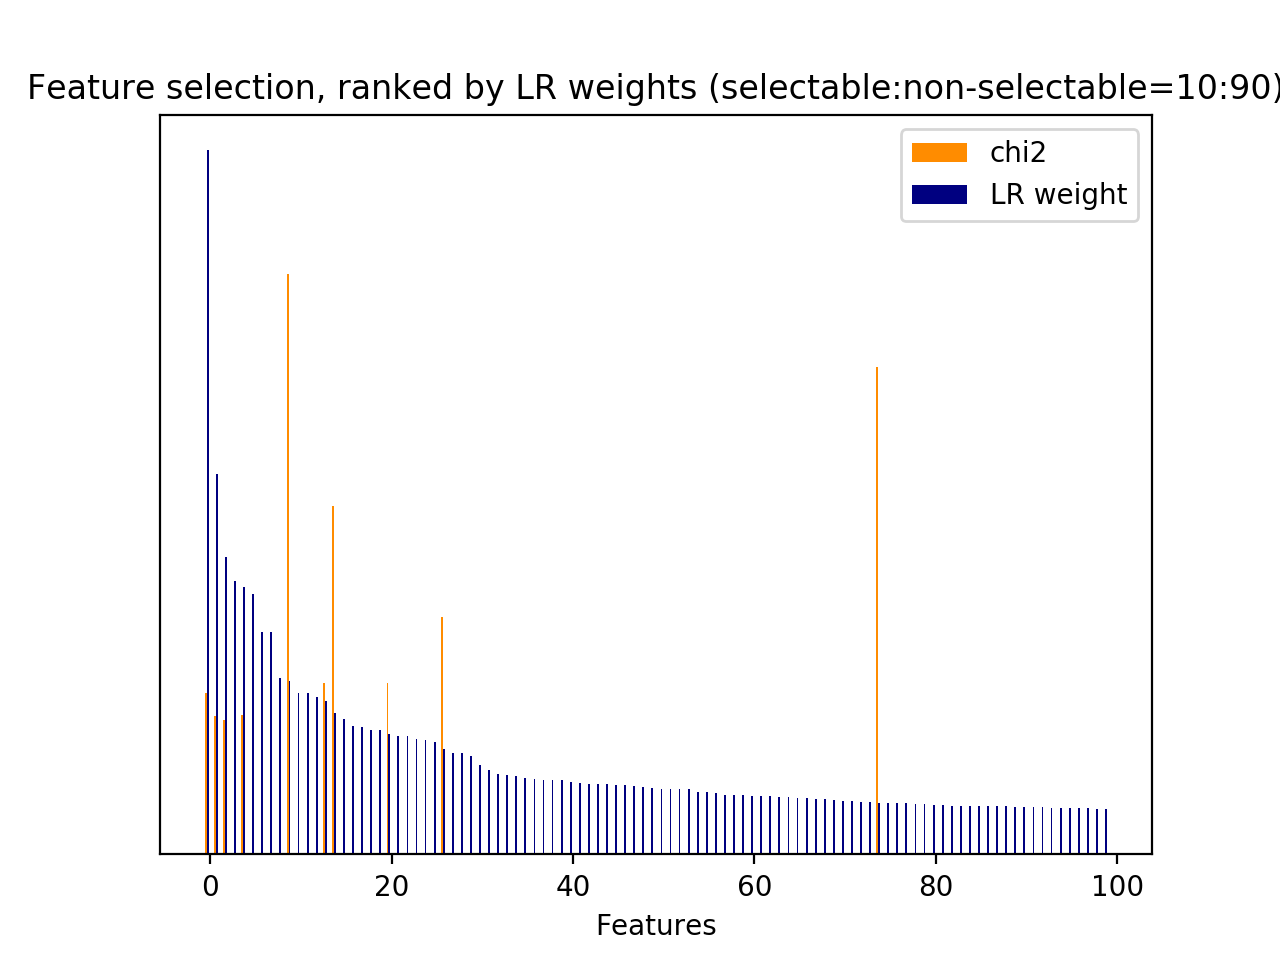 Feature selection, ranked by LR weights (selectable:non-selectable=10:90)
chi2
LR weight
0 20 40 60 80 100
Features